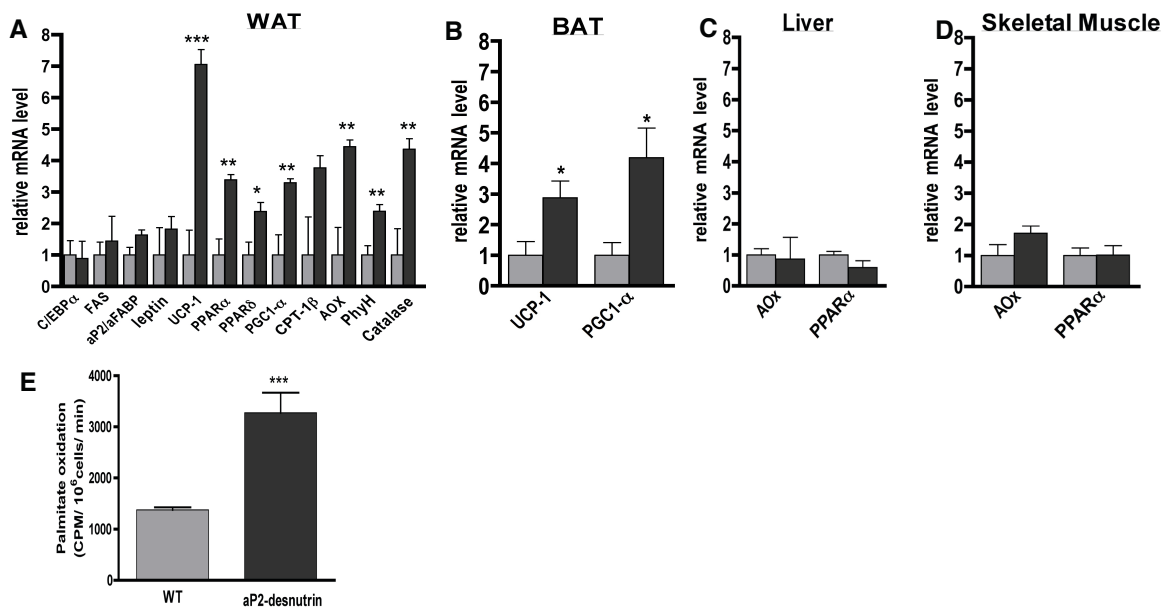 A
WAT
relative mRNA level
8
7
6
5
4
3
2
1
0
***
**
*
**
**
**
**
C/EBPα
FAS
aP2/aFABP
leptin
UCP-1
PPARα
PPARδ
PGC1-α
CPT-1β
AOX
PhyH
Catalase
B
BAT
relative mRNA level
8
7
6
5
4
3
2
1
0
*
*
UCP-1
PGC1-α
C
Liver
relative mRNA level
8
7
6
5
4
3
2
1
0
AOx
PPARα
D
Skeletal Muscle
relative mRNA level
8
7
6
5
4
3
2
1
0
AOx
PPARα
E
Palmitate oxidation
(CPM/ 10⁶cells/ min)
4000
3000
2000
1000
0
***
WT
aP2-desnutrin